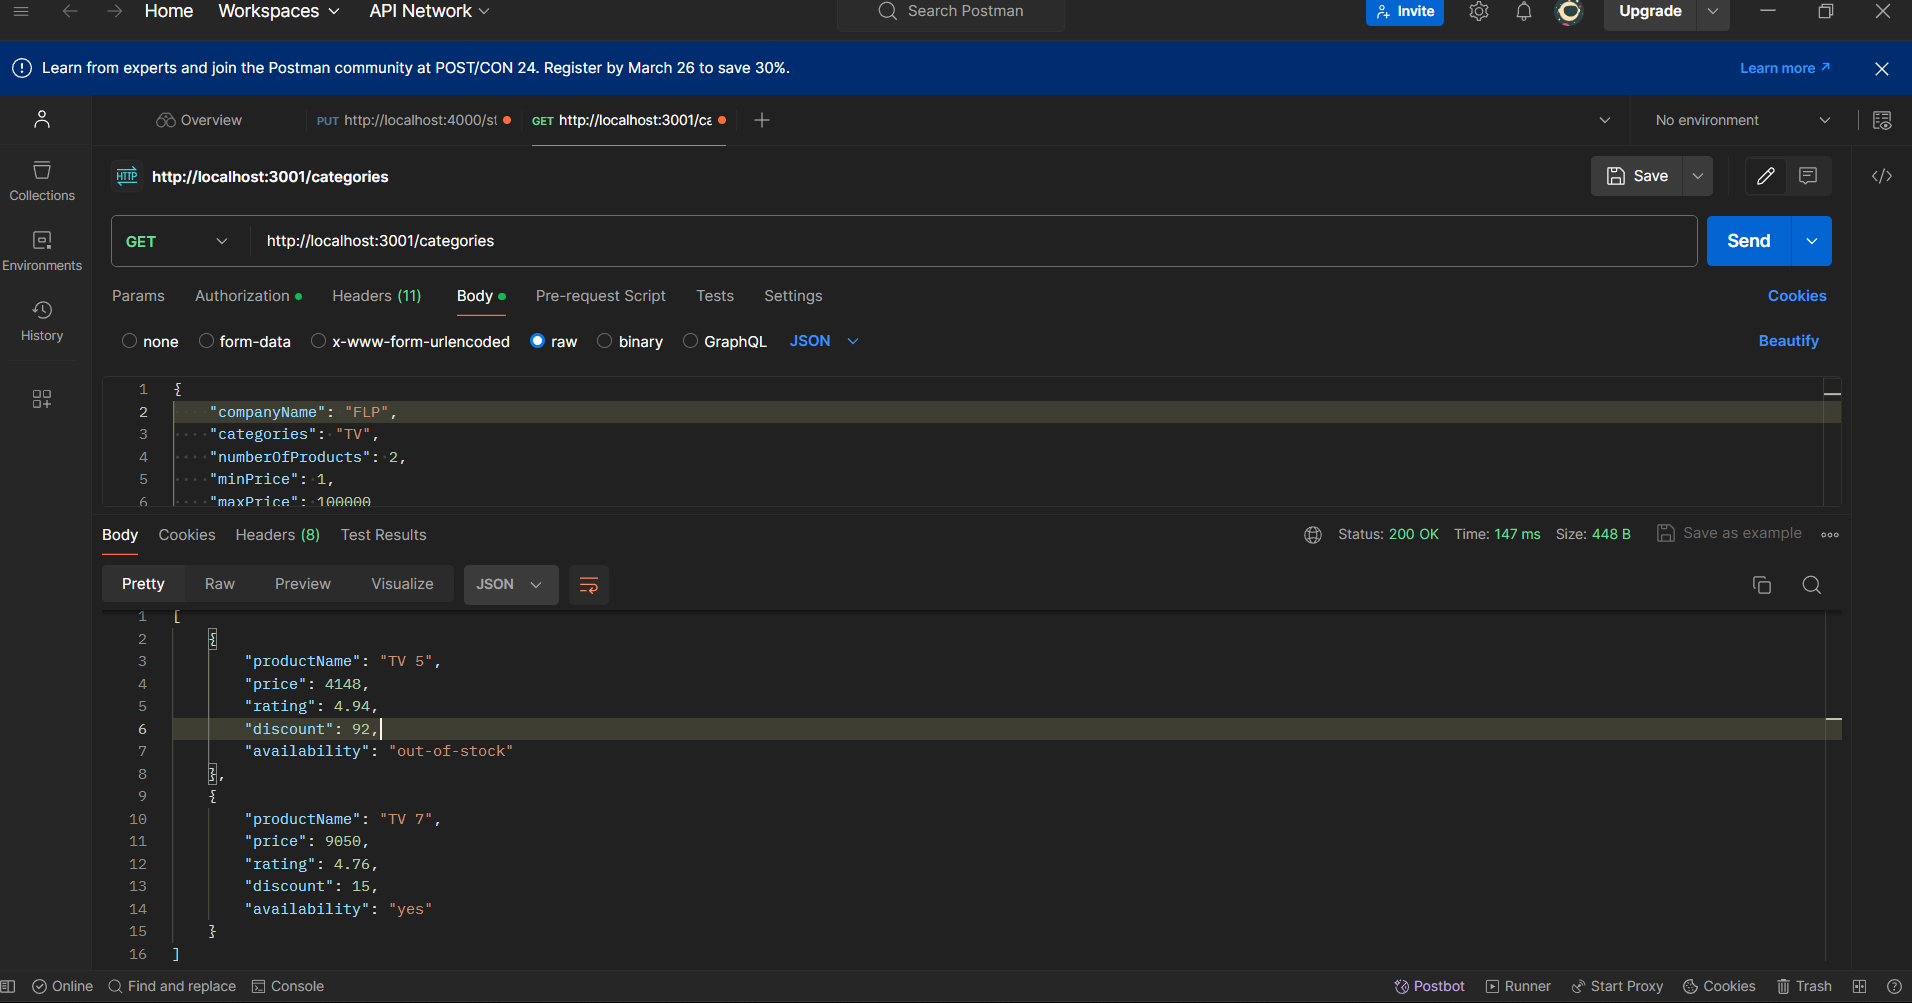 Home Workspaces API Network Search Postman Invite Upgrade
Learn from experts and join the Postman community at POST/CON 24. Register by March 26 to save 30%. Learn more
Overview PUT http://localhost:4000/st GET http://localhost:3001/ca No environment
HTTP http://localhost:3001/categories Save
Collections
GET http://localhost:3001/categories Send
Environments
Params Authorization Headers (11) Body Pre-request Script Tests Settings Cookies
History
none form-data x-www-form-urlencoded raw binary GraphQL JSON Beautify
1 {
2 "companyName": "FLP",
3 "categories": "TV",
4 "numberOfProducts": 2,
5 "minPrice": 1,
6 "maxPrice": 100000
Body Cookies Headers (8) Test Results Status: 200 OK Time: 147 ms Size: 448 B Save as example
Pretty Raw Preview Visualize JSON
1 [
2 {
3 "productName": "TV 5",
4 "price": 4148,
5 "rating": 4.94,
6 "discount": 92,
7 "availability": "out-of-stock"
8 },
9 {
10 "productName": "TV 7",
11 "price": 9050,
12 "rating": 4.76,
13 "discount": 15,
14 "availability": "yes"
15 }
16 ]
Online Find and replace Console Postbot Runner Start Proxy Cookies Trash